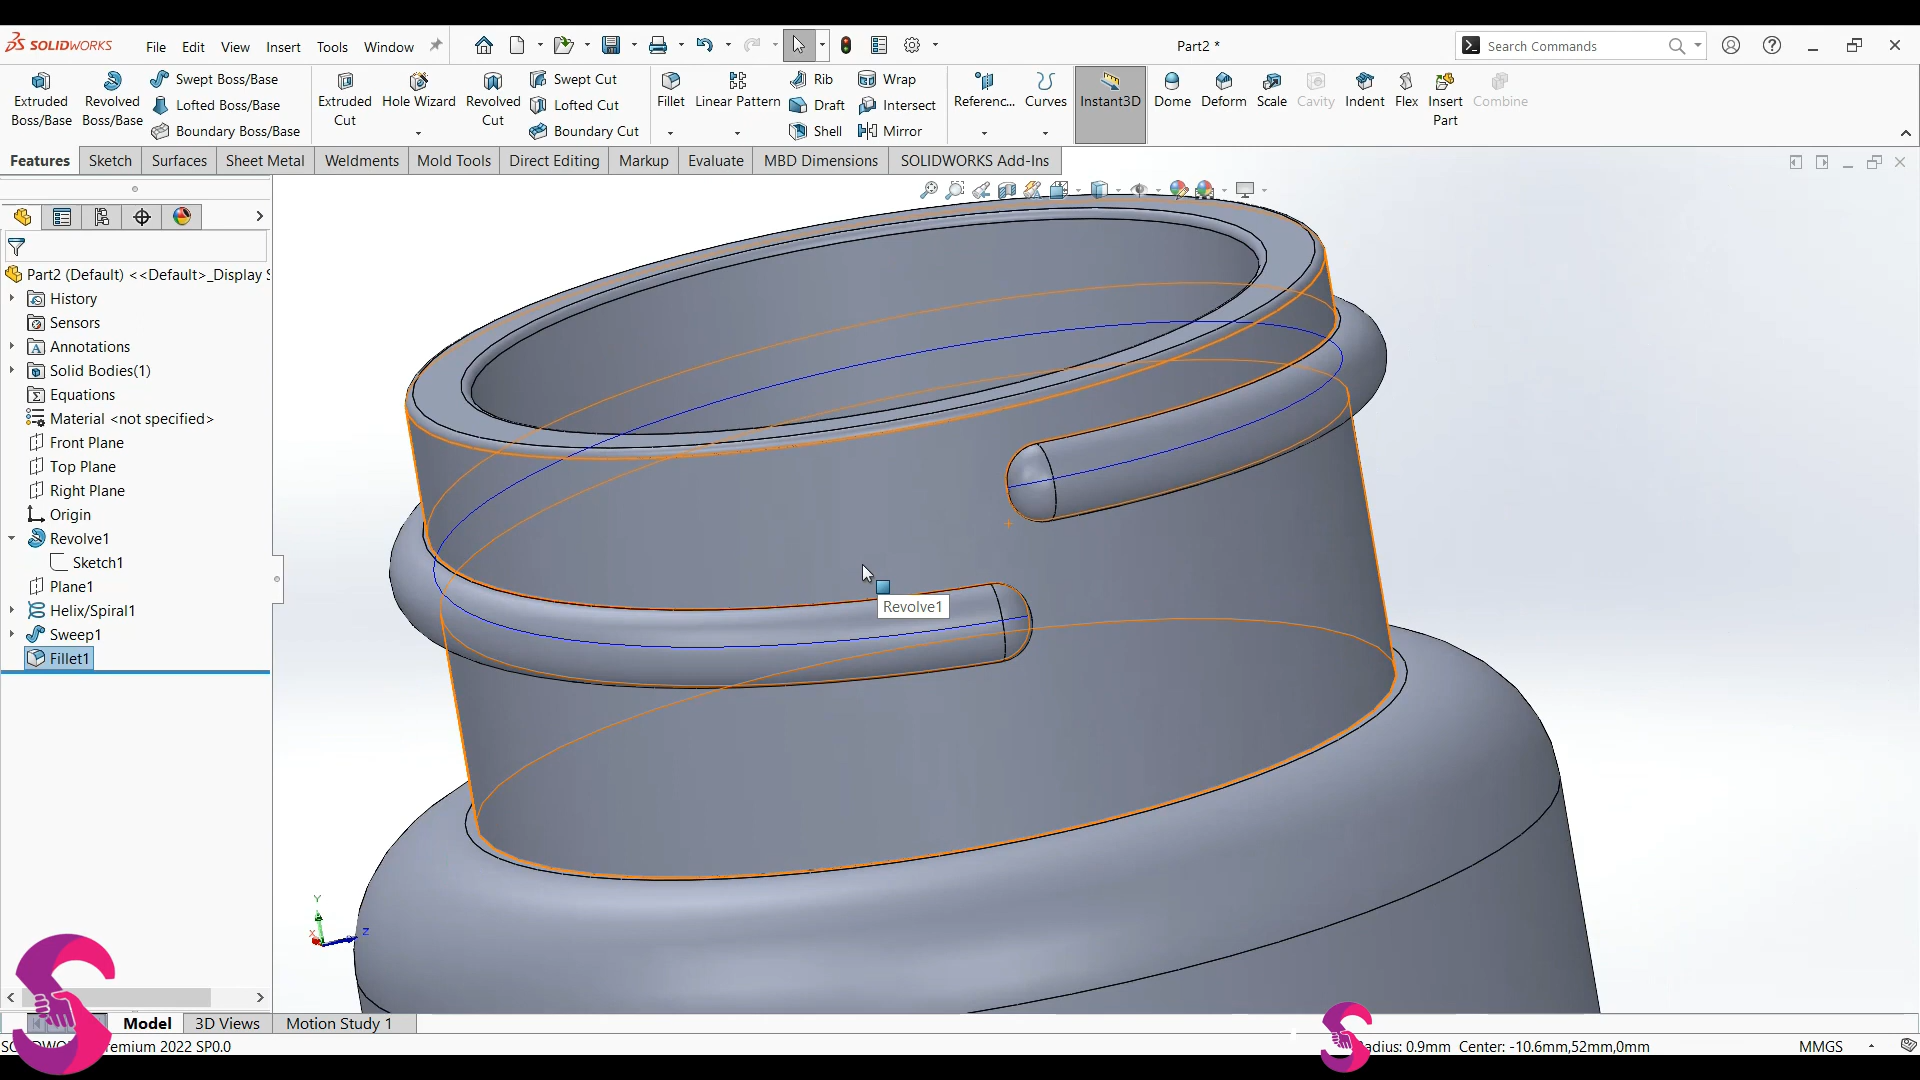 SOLIDWORKS
File Edit View Insert Tools Window
Part2 *
Search Commands
Extruded Boss/Base
Revolved Boss/Base
Swept Boss/Base
Lofted Boss/Base
Boundary Boss/Base
Extruded Cut
Hole Wizard
Revolved Cut
Swept Cut
Lofted Cut
Boundary Cut
Fillet
Linear Pattern
Rib
Draft
Shell
Wrap
Intersect
Mirror
Referenc...
Curves
Instant3D
Dome
Deform
Scale
Cavity
Indent
Flex
Insert Part
Combine
Features Sketch Surfaces Sheet Metal Weldments Mold Tools Direct Editing Markup Evaluate MBD Dimensions SOLIDWORKS Add-Ins
Part2 (Default) <<Default>_Display S
History
Sensors
Annotations
Solid Bodies(1)
Equations
Material <not specified>
Front Plane
Top Plane
Right Plane
Origin
Revolve1
Sketch1
Plane1
Helix/Spiral1
Sweep1
Fillet1
Revolve1
Y
X
Z
Model 3D Views Motion Study 1
remium 2022 SP0.0
adius: 0.9mm Center: -10.6mm,52mm,0mm
MMGS